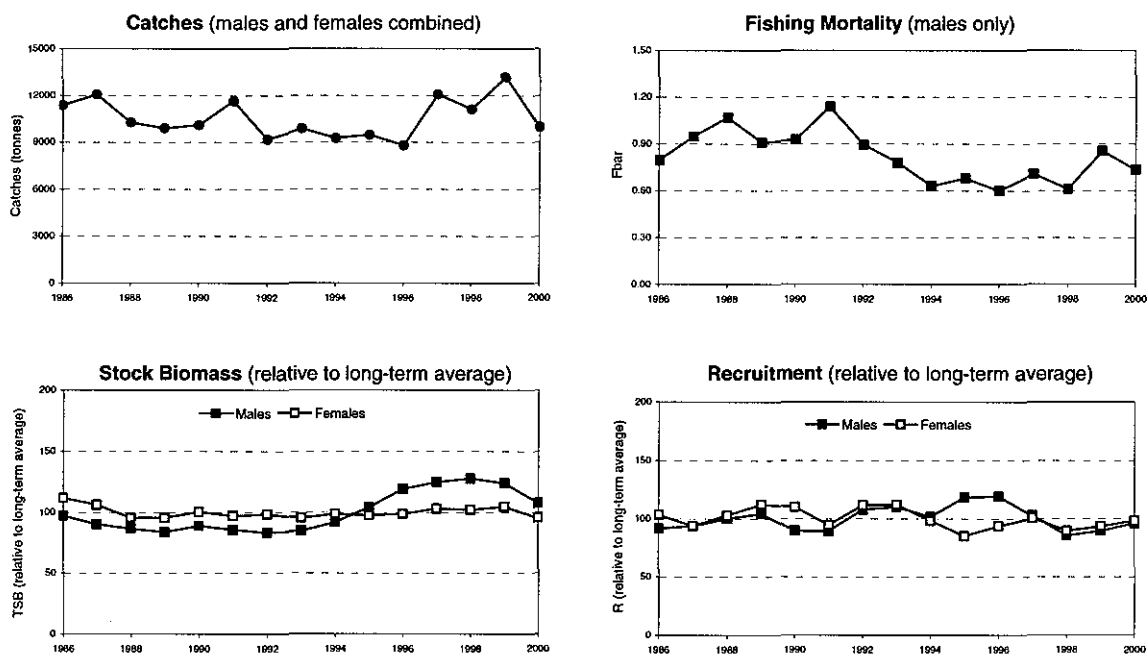 Catches (males and females combined)
15000
12000
9000
6000
3000
0
Catches (tonnes)
1986 1988 1990 1992 1994 1996 1998 2000
Fishing Mortality (males only)
1.50
1.20
0.90
0.60
0.30
0.00
Fbar
1986 1988 1990 1992 1994 1996 1998 2000
Stock Biomass (relative to long-term average)
200
Males Females
150
100
50
0
TSB (relative to long-term average)
1986 1988 1990 1992 1994 1996 1998 2000
Recruitment (relative to long-term average)
200
Males Females
150
100
50
0
R (relative to long-term average)
1986 1988 1990 1992 1994 1996 1998 2000